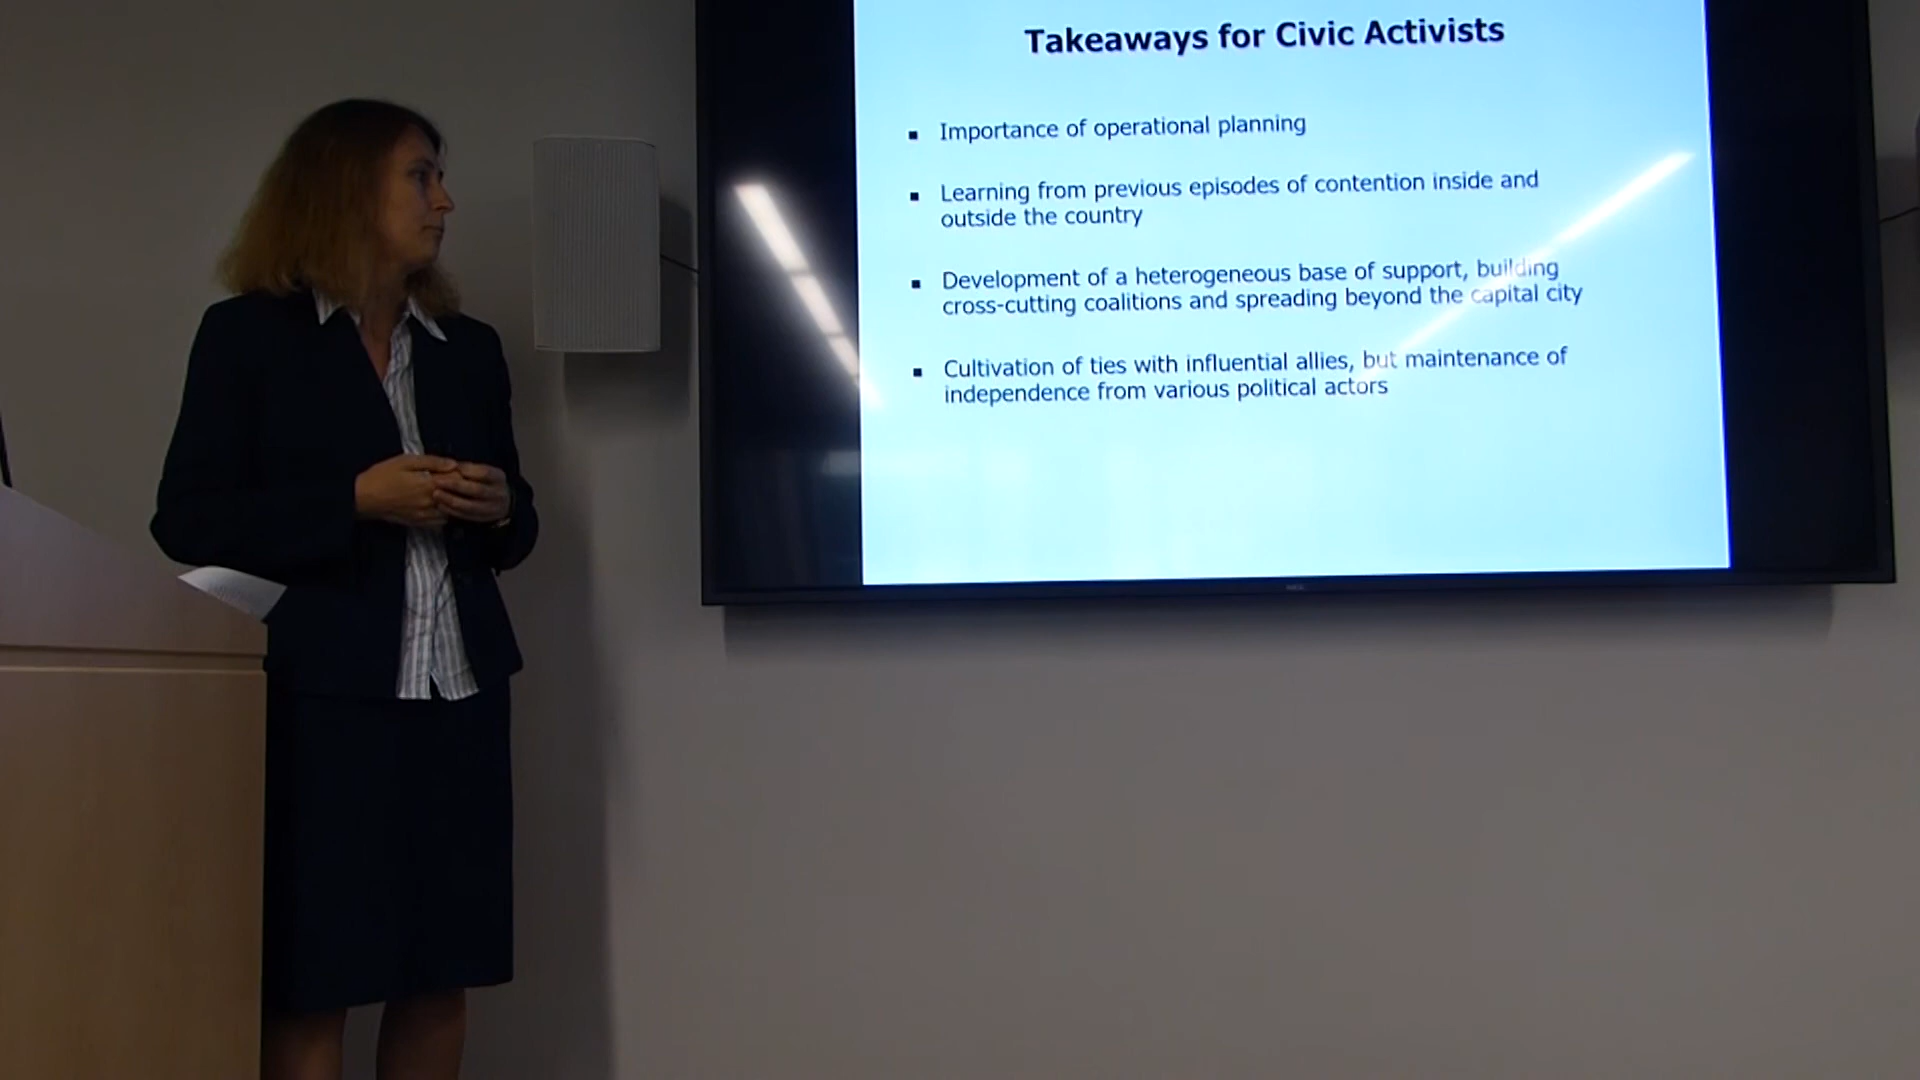 Takeaways for Civic Activists
▪ Importance of operational planning
▪ Learning from previous episodes of contention inside and
outside the country
▪ Development of a heterogeneous base of support, building
cross-cutting coalitions and spreading beyond the capital city
▪ Cultivation of ties with influential allies, but maintenance of
independence from various political actors